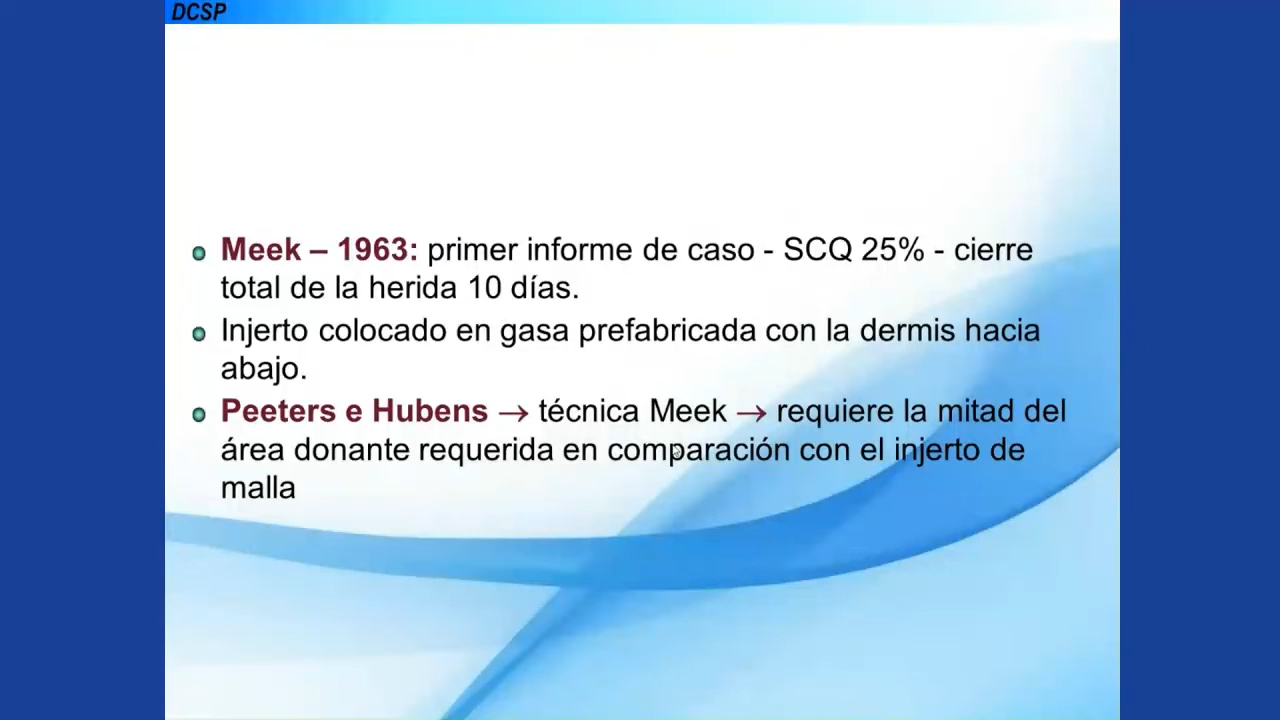 DCSP
Meek – 1963: primer informe de caso - SCQ 25% - cierre
total de la herida 10 días.
Injerto colocado en gasa prefabricada con la dermis hacia
abajo.
Peeters e Hubens → técnica Meek → requiere la mitad del
área donante requerida en comparación con el injerto de
malla